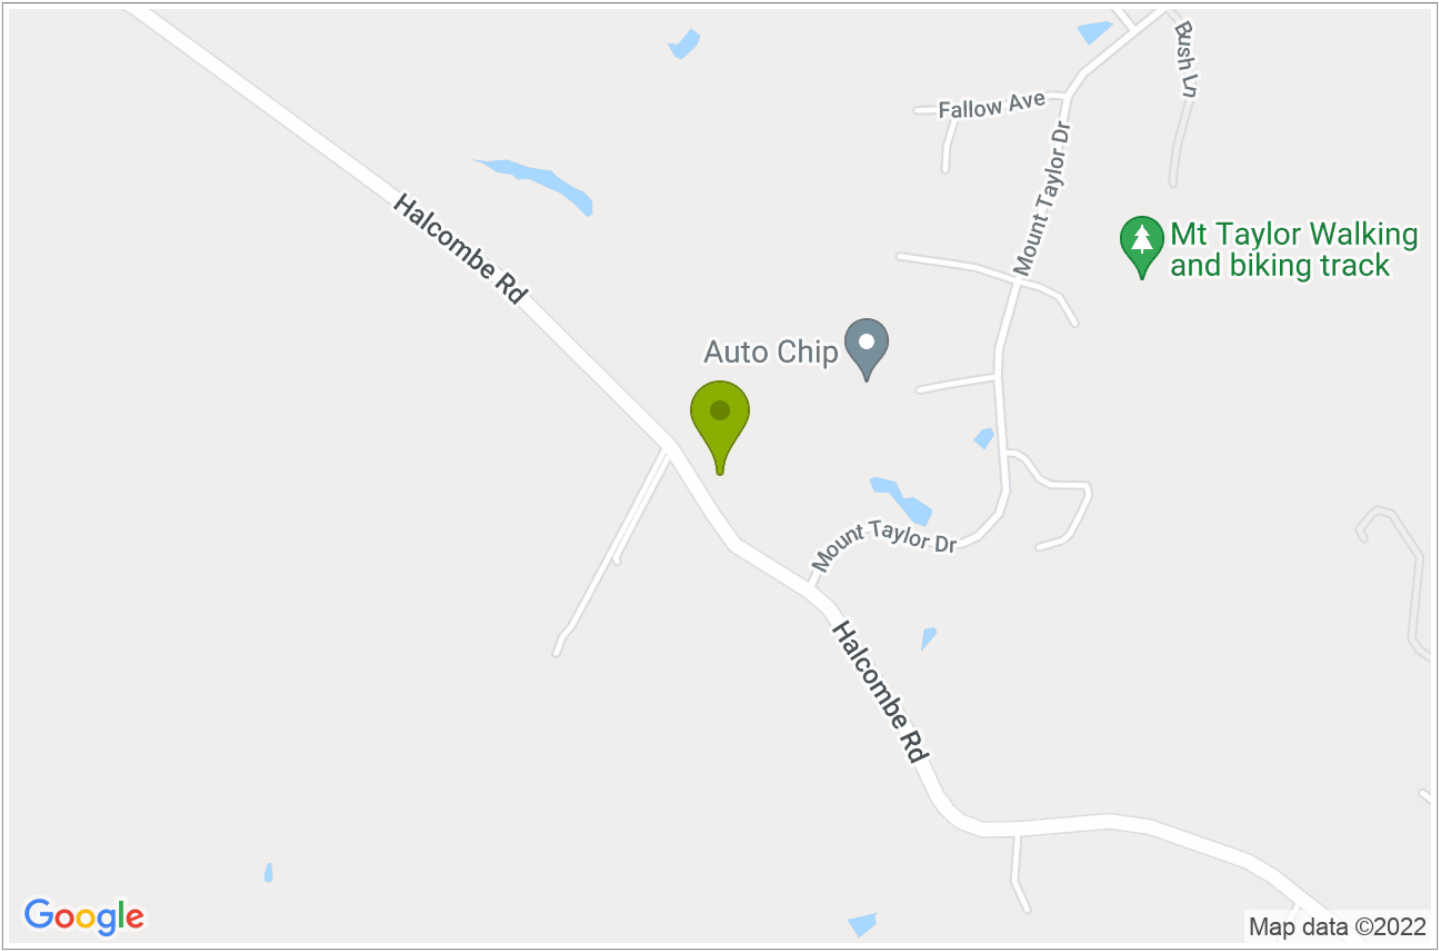 Brush Ln
Fallow Ave
Mount Taylor Dr
Halcombe Rd
Mt Taylor Walking
and biking track
Auto Chip
Mount Taylor Dr
Halcombe Rd
Google
Map data ©2022